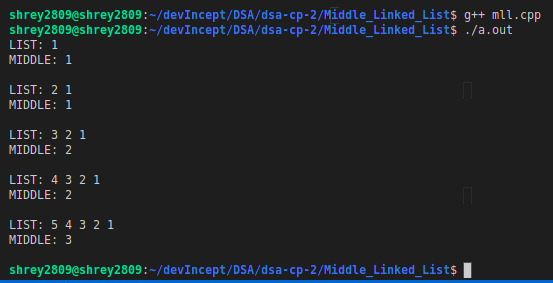 shrey2809@shrey2809:~/devIncept/DSA/dsa-cp-2/Middle_Linked_List$ g++ mll.cpp
shrey2809@shrey2809:~/devIncept/DSA/dsa-cp-2/Middle_Linked_List$ ./a.out
LIST: 1
MIDDLE: 1
LIST: 2 1
MIDDLE: 1
LIST: 3 2 1
MIDDLE: 2
LIST: 4 3 2 1
MIDDLE: 2
LIST: 5 4 3 2 1
MIDDLE: 3
shrey2809@shrey2809:~/devIncept/DSA/dsa-cp-2/Middle_Linked_List$